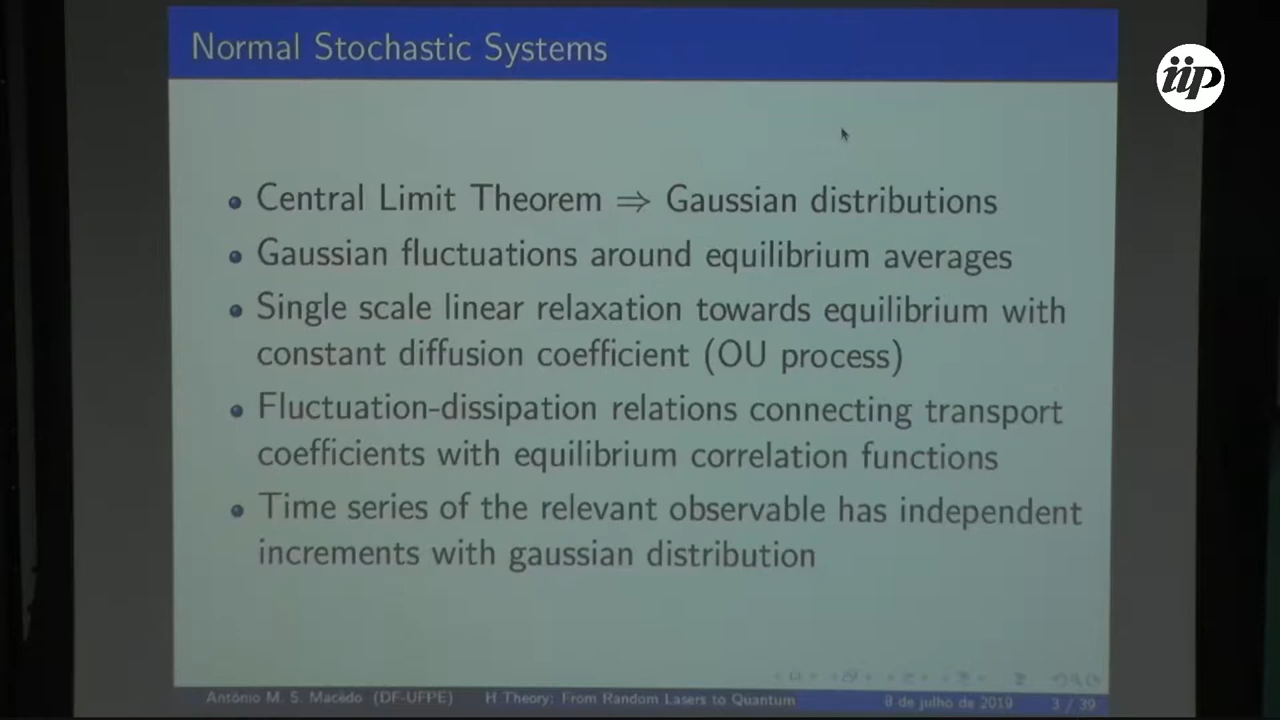 Normal Stochastic Systems
iip
Central Limit Theorem ⇒ Gaussian distributions
Gaussian fluctuations around equilibrium averages
Single scale linear relaxation towards equilibrium with
constant diffusion coefficient (OU process)
Fluctuation-dissipation relations connecting transport
coefficients with equilibrium correlation functions
Time series of the relevant observable has independent
increments with gaussian distribution
Antônio M. S. Macêdo (DF-UFPE) H Theory: From Random Lasers to Quantum 8 de julho de 2019 3 / 39